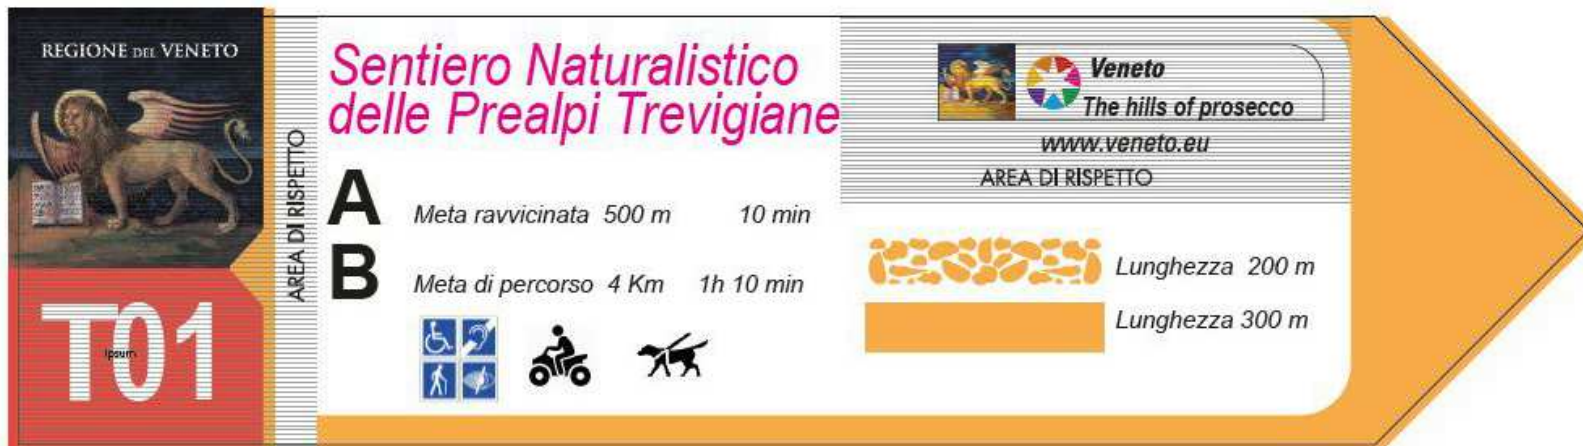 REGIONE DEL VENETO
T01
Ipsum
AREA DI RISPETTO
Sentiero Naturalistico
delle Prealpi Trevigiane
A Meta ravvicinata 500 m 10 min
B Meta di percorso 4 Km 1h 10 min
Veneto
The hills of prosecco
www.veneto.eu
AREA DI RISPETTO
Lunghezza 200 m
Lunghezza 300 m